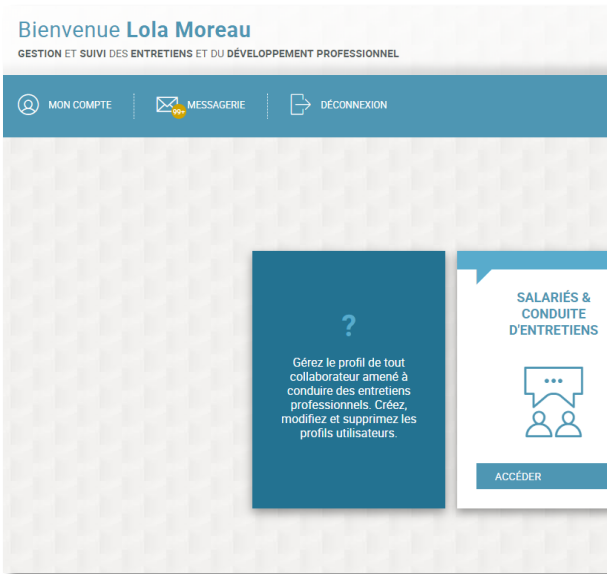 Bienvenue Lola Moreau
GESTION ET SUIVI DES ENTRETIENS ET DU DÉVELOPPEMENT PROFESSIONNEL
MON COMPTE
99+
MESSAGERIE
DÉCONNEXION
?
Gérez le profil de tout
collaborateur amené à
conduire des entretiens
professionnels. Créez,
modifiez et supprimez les
profils utilisateurs.
SALARIÉS &
CONDUITE
D'ENTRETIENS
ACCÉDER